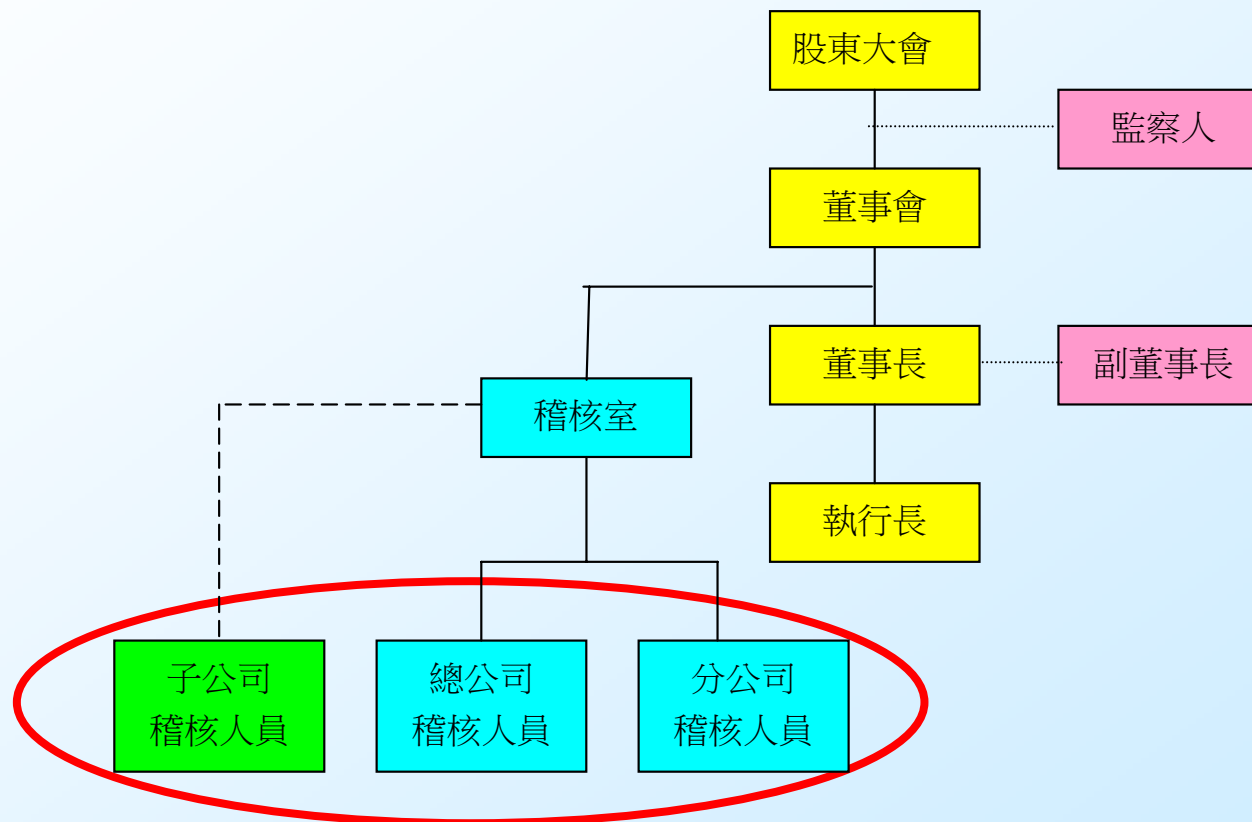 股東大會
監察人
董事會
董事長
副董事長
稽核室
執行長
子公司
稽核人員
總公司
稽核人員
分公司
稽核人員